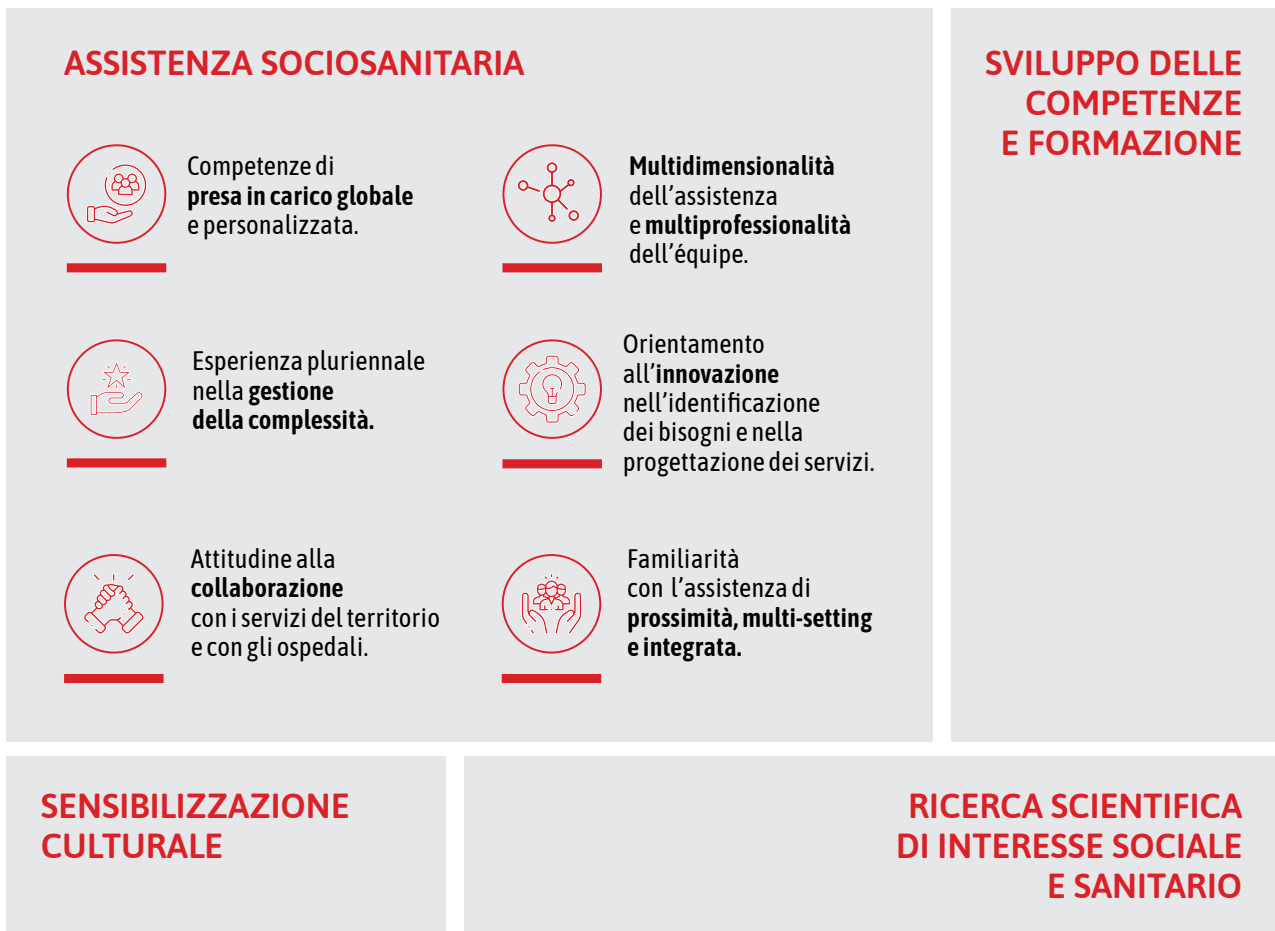 ASSISTENZA SOCIOSANITARIA
Competenze di
presa in carico globale
e personalizzata.
Multidimensionalità
dell’assistenza
e multiprofessionalità
dell’équipe.
Esperienza pluriennale
nella gestione
della complessità.
Orientamento
all’innovazione
nell’identificazione
dei bisogni e nella
progettazione dei servizi.
Attitudine alla
collaborazione
con i servizi del territorio
e con gli ospedali.
Familiarità
con l’assistenza di
prossimità, multi-setting
e integrata.
SVILUPPO DELLE
COMPETENZE
E FORMAZIONE
SENSIBILIZZAZIONE
CULTURALE
RICERCA SCIENTIFICA
DI INTERESSE SOCIALE
E SANITARIO